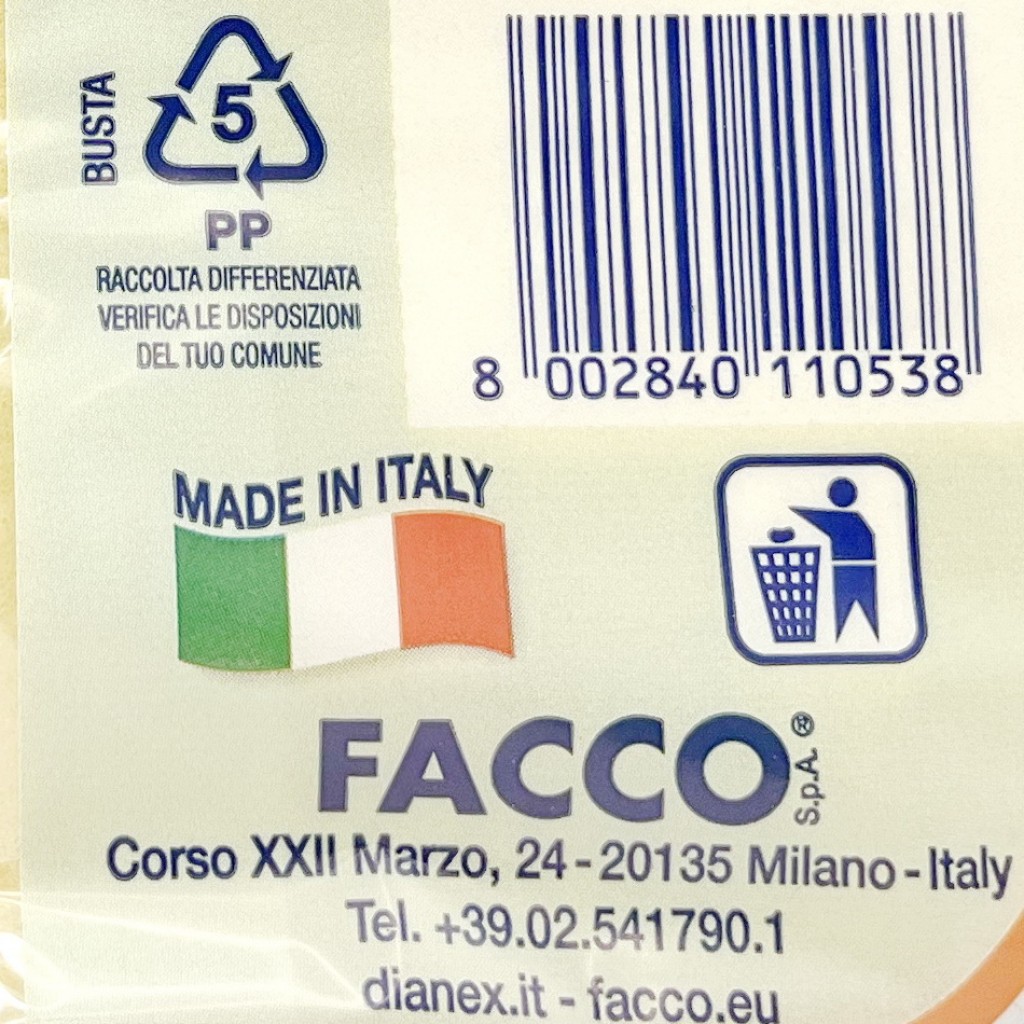 BUSTA
5
PP
RACCOLTA DIFFERENZIATA
VERIFICA LE DISPOSIZIONI
DEL TUO COMUNE
8 002840 110538
MADE IN ITALY
FACCO S.p.A. ®
Corso XXII Marzo, 24 - 20135 Milano - Italy
Tel. +39.02.541790.1
dianex.it - facco.eu